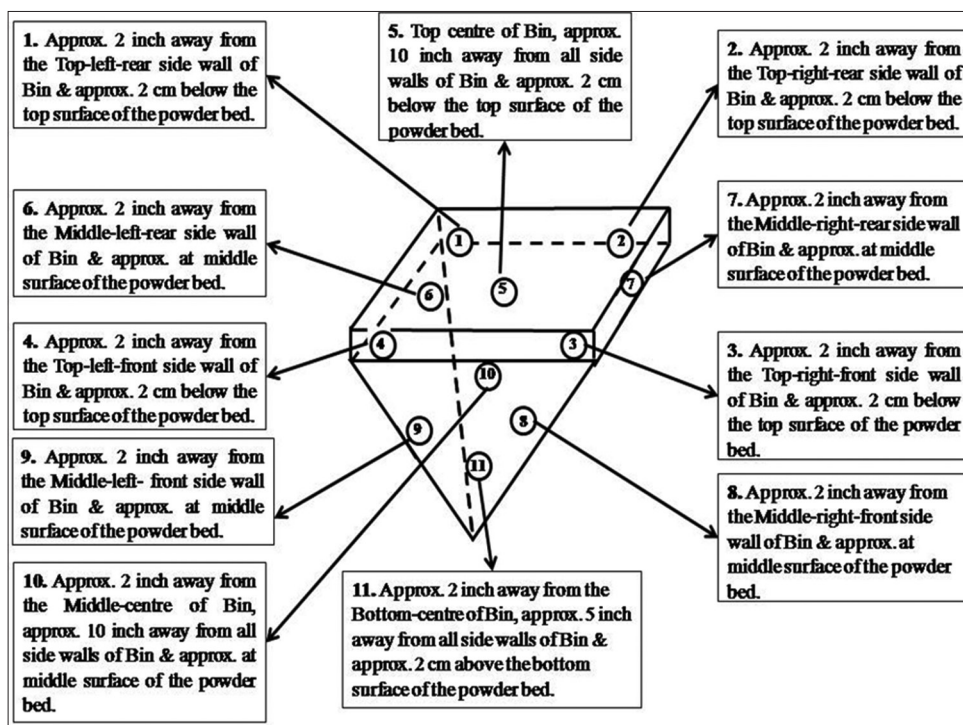 1. Approx. 2 inch away from
the Top-left-rear side wall of
Bin & approx. 2 cm below the
top surface of the powder bed.
5. Top centre of Bin, approx.
10 inch away from all side
walls of Bin & approx. 2 cm
below the top surface of the
powder bed.
2. Approx. 2 inch away from
the Top-right-rear side wall of
Bin & approx. 2 cm below the
top surface of the powder bed.
6. Approx. 2 inch away from
the Middle-left-rear side wall
of Bin & approx. at middle
surface of the powder bed.
7. Approx. 2 inch away from
the Middle-right-rear side wall
of Bin & approx. at middle
surface of the powder bed.
4. Approx. 2 inch away from
the Top-left-front side wall of
Bin & approx. 2 cm below the
top surface of the powder bed.
3. Approx. 2 inch away from
the Top-right-front side wall
of Bin & approx. 2 cm below
the top surface of the powder
bed.
9. Approx. 2 inch away from
the Middle-left- front side wall
of Bin & approx. at middle
surface of the powder bed.
8. Approx. 2 inch away from
the Middle-right-front side
wall of Bin & approx. at
middle surface of the powder
bed.
10. Approx. 2 inch away from
the Middle-centre of Bin,
approx. 10 inch away from all
side walls of Bin & approx. at
middle surface of the powder
bed.
11. Approx. 2 inch away from the
Bottom-centre of Bin, approx. 5 inch
away from all side walls of Bin &
approx. 2 cm above the bottom
surface of the powder bed.
1
2
6
5
7
4
3
10
9
8
11